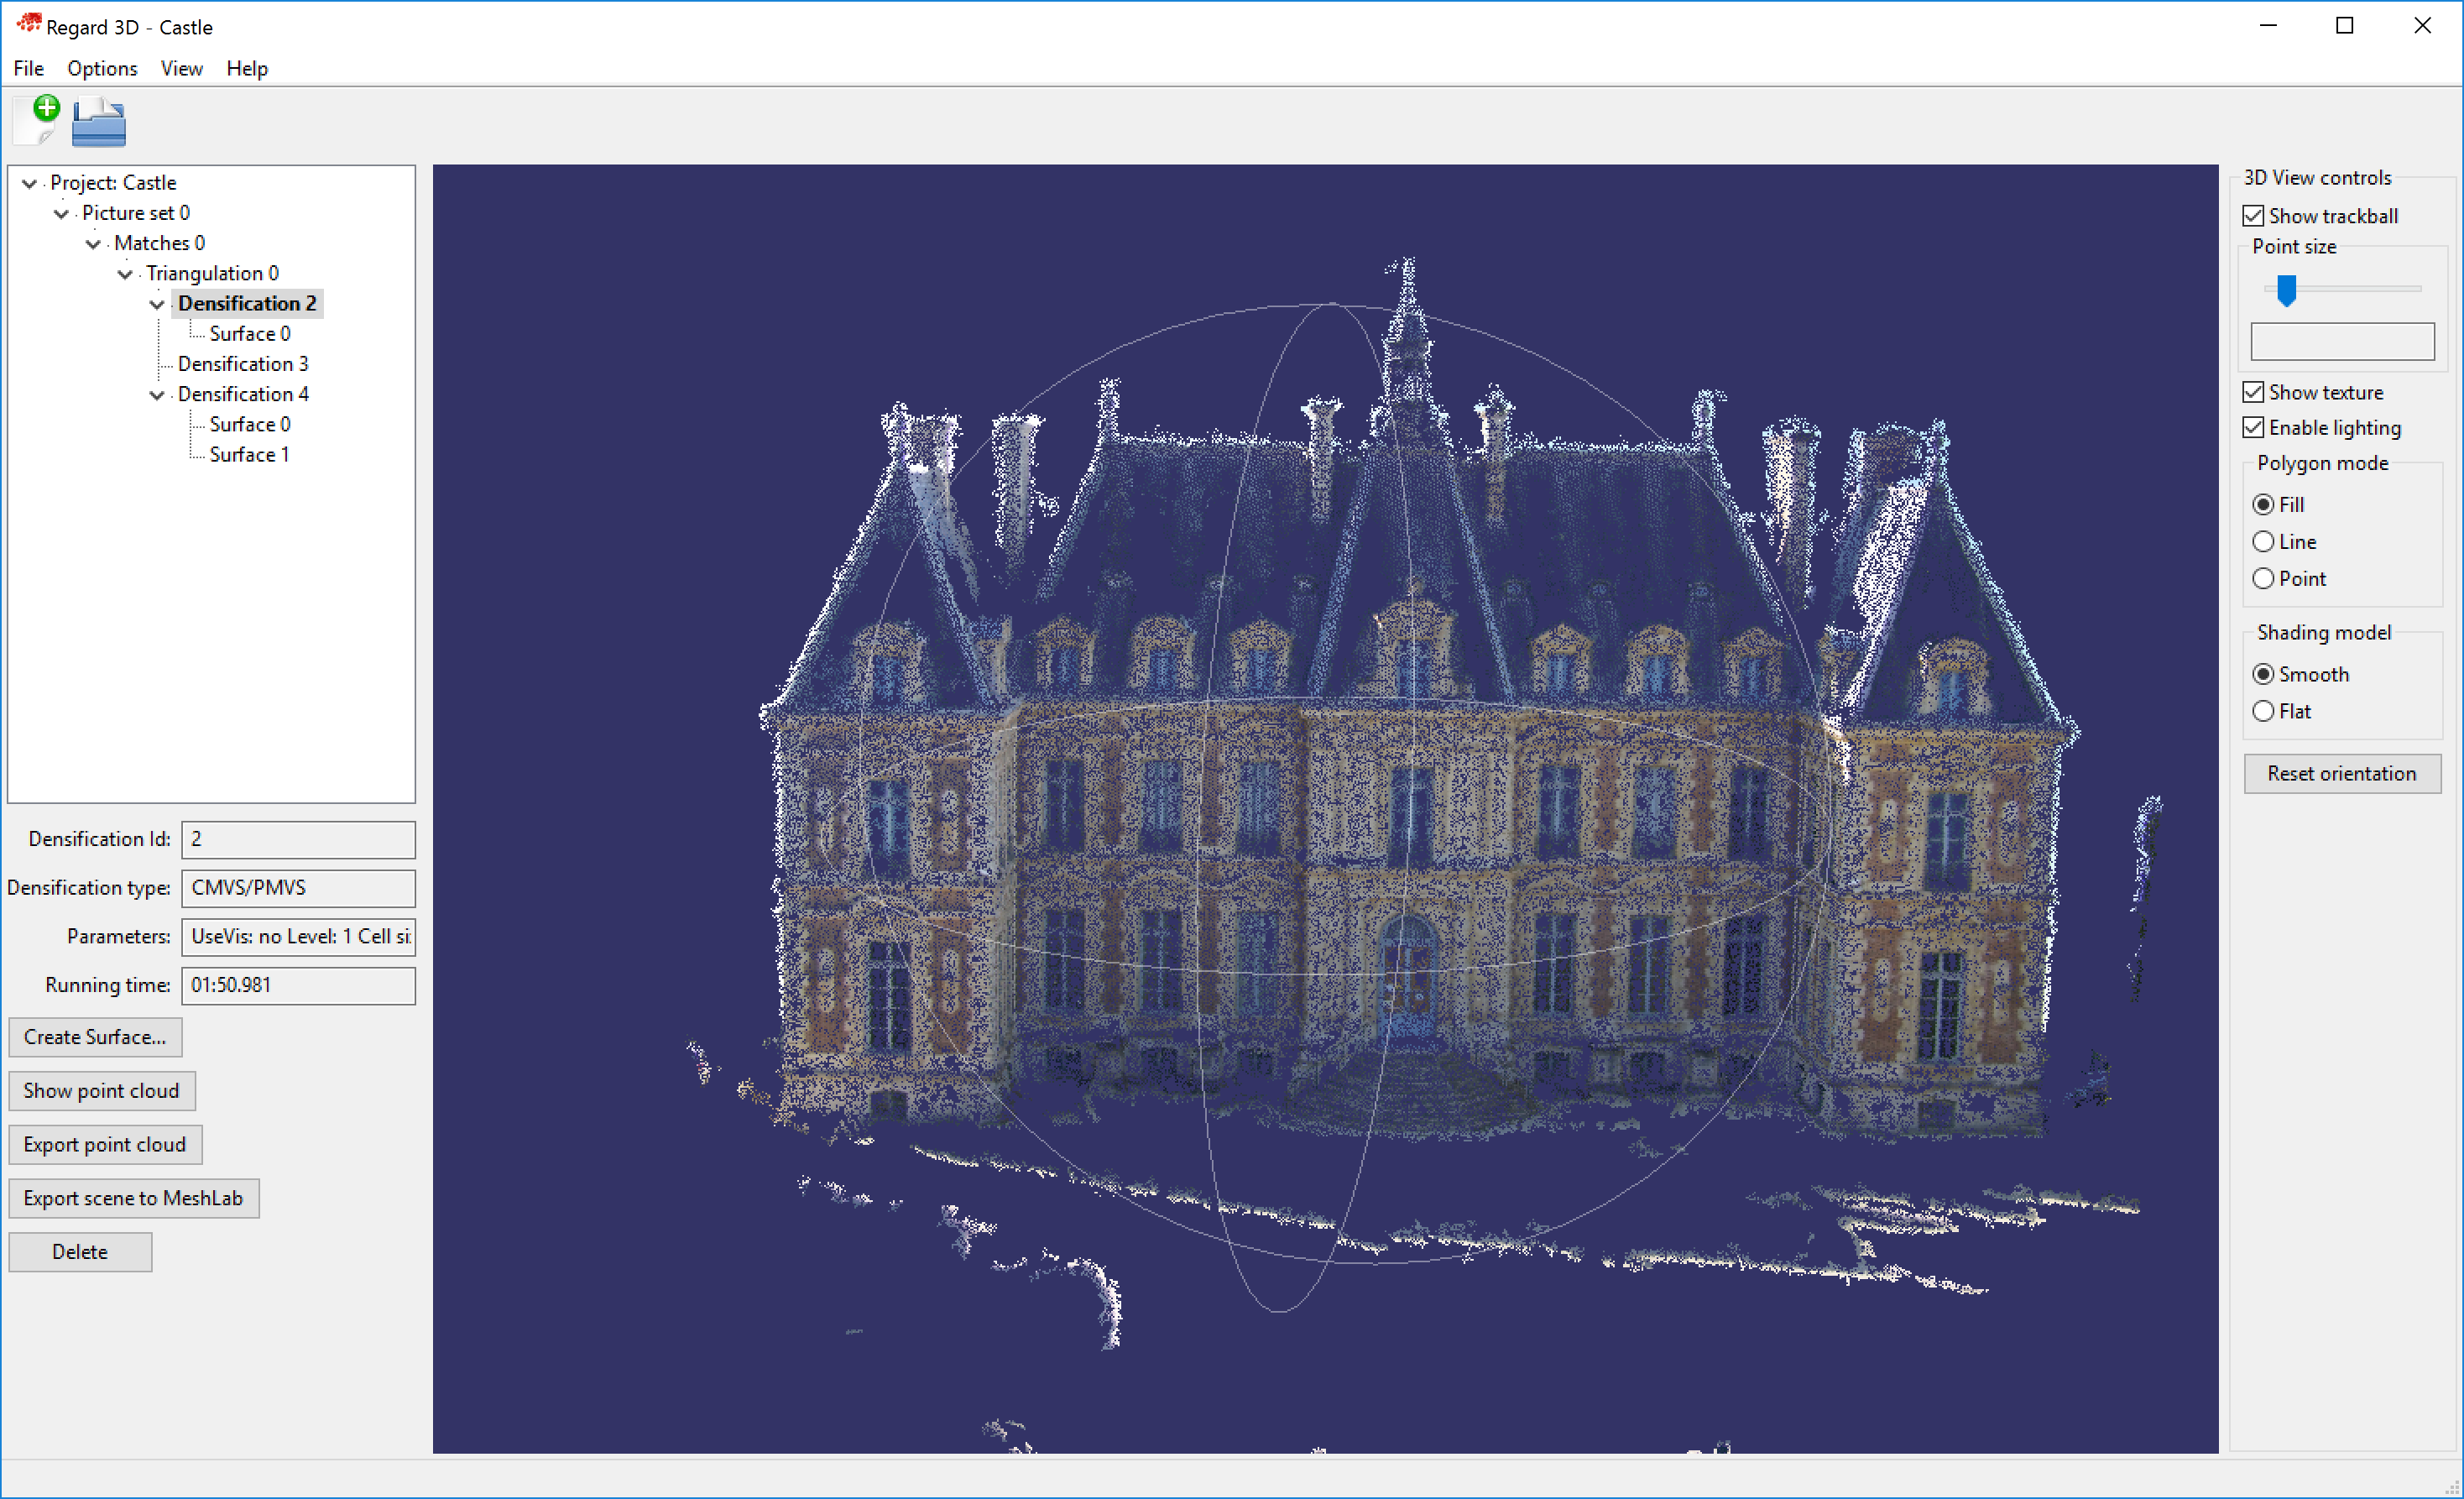 Regard 3D - Castle
File Options View Help
Project: Castle
Picture set 0
Matches 0
Triangulation 0
Densification 2
Surface 0
Densification 3
Densification 4
Surface 0
Surface 1
Densification Id: 2
Densification type: CMVS/PMVS
Parameters: UseVis: no Level: 1 Cell si
Running time: 01:50.981
Create Surface...
Show point cloud
Export point cloud
Export scene to MeshLab
Delete
3D View controls
Show trackball
Point size
Show texture
Enable lighting
Polygon mode
Fill
Line
Point
Shading model
Smooth
Flat
Reset orientation